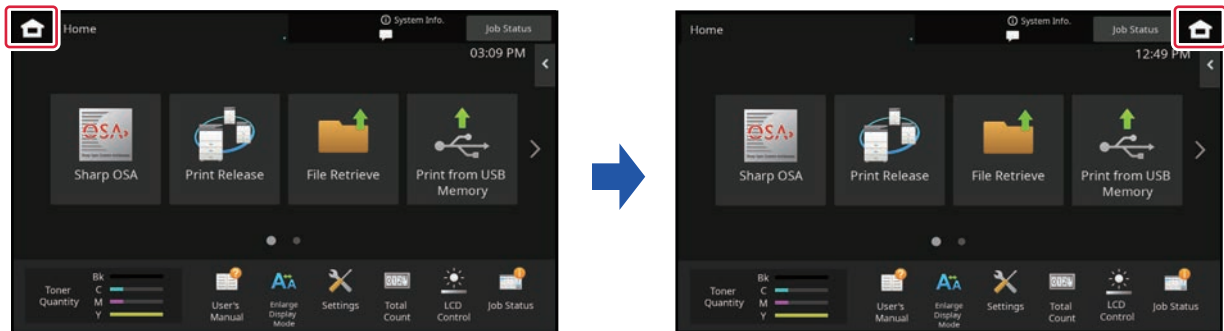 Home
System Info.
Job Status
03:09 PM
OSA
Sharp OSA
Print Release
File Retrieve
Print from USB
Memory
Toner
Quantity
Bk
C
M
Y
User's
Manual
Enlarge
Display
Mode
Settings
Total
Count
LCD
Control
Job Status
Home
System Info.
Job Status
12:49 PM
OSA
Sharp OSA
Print Release
File Retrieve
Print from USB
Memory
Toner
Quantity
Bk
C
M
Y
User's
Manual
Enlarge
Display
Mode
Settings
Total
Count
LCD
Control
Job Status